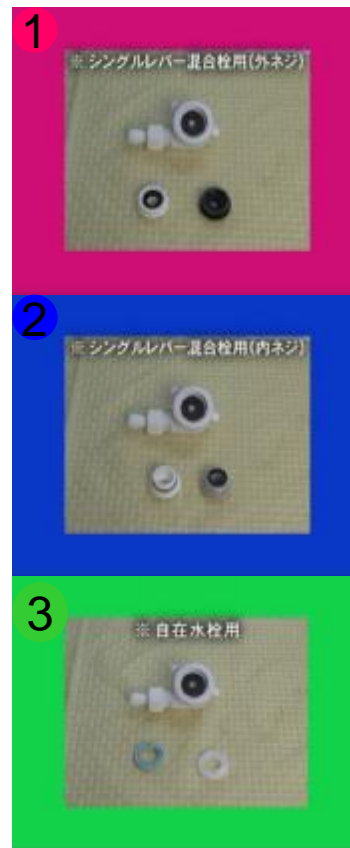 1
※ シングルレバー混合栓用(外ネジ)
2
※ シングルレバー混合栓用(内ネジ)
3
※ 自在水栓用